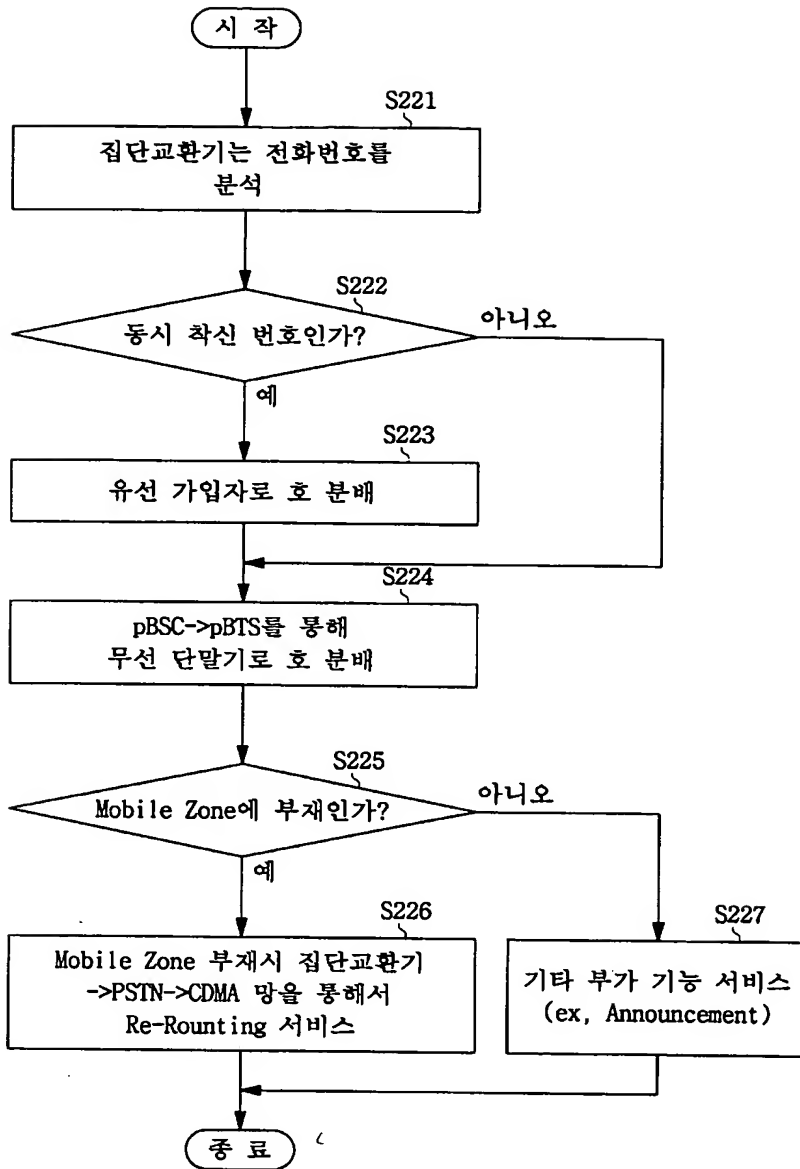 시 작
S221
집단교환기는 전화번호를
분석
S222
동시 착신 번호인가?
아니오
예
S223
유선 가입자로 호 분배
S224
pBSC->pBTS를 통해
무선 단말기로 호 분배
S225
Mobile Zone에 부재인가?
아니오
예
S226
Mobile Zone 부재시 집단교환기
->PSTN->CDMA 망을 통해서
Re-Rounting 서비스
S227
기타 부가 기능 서비스
(ex, Announcement)
종 료